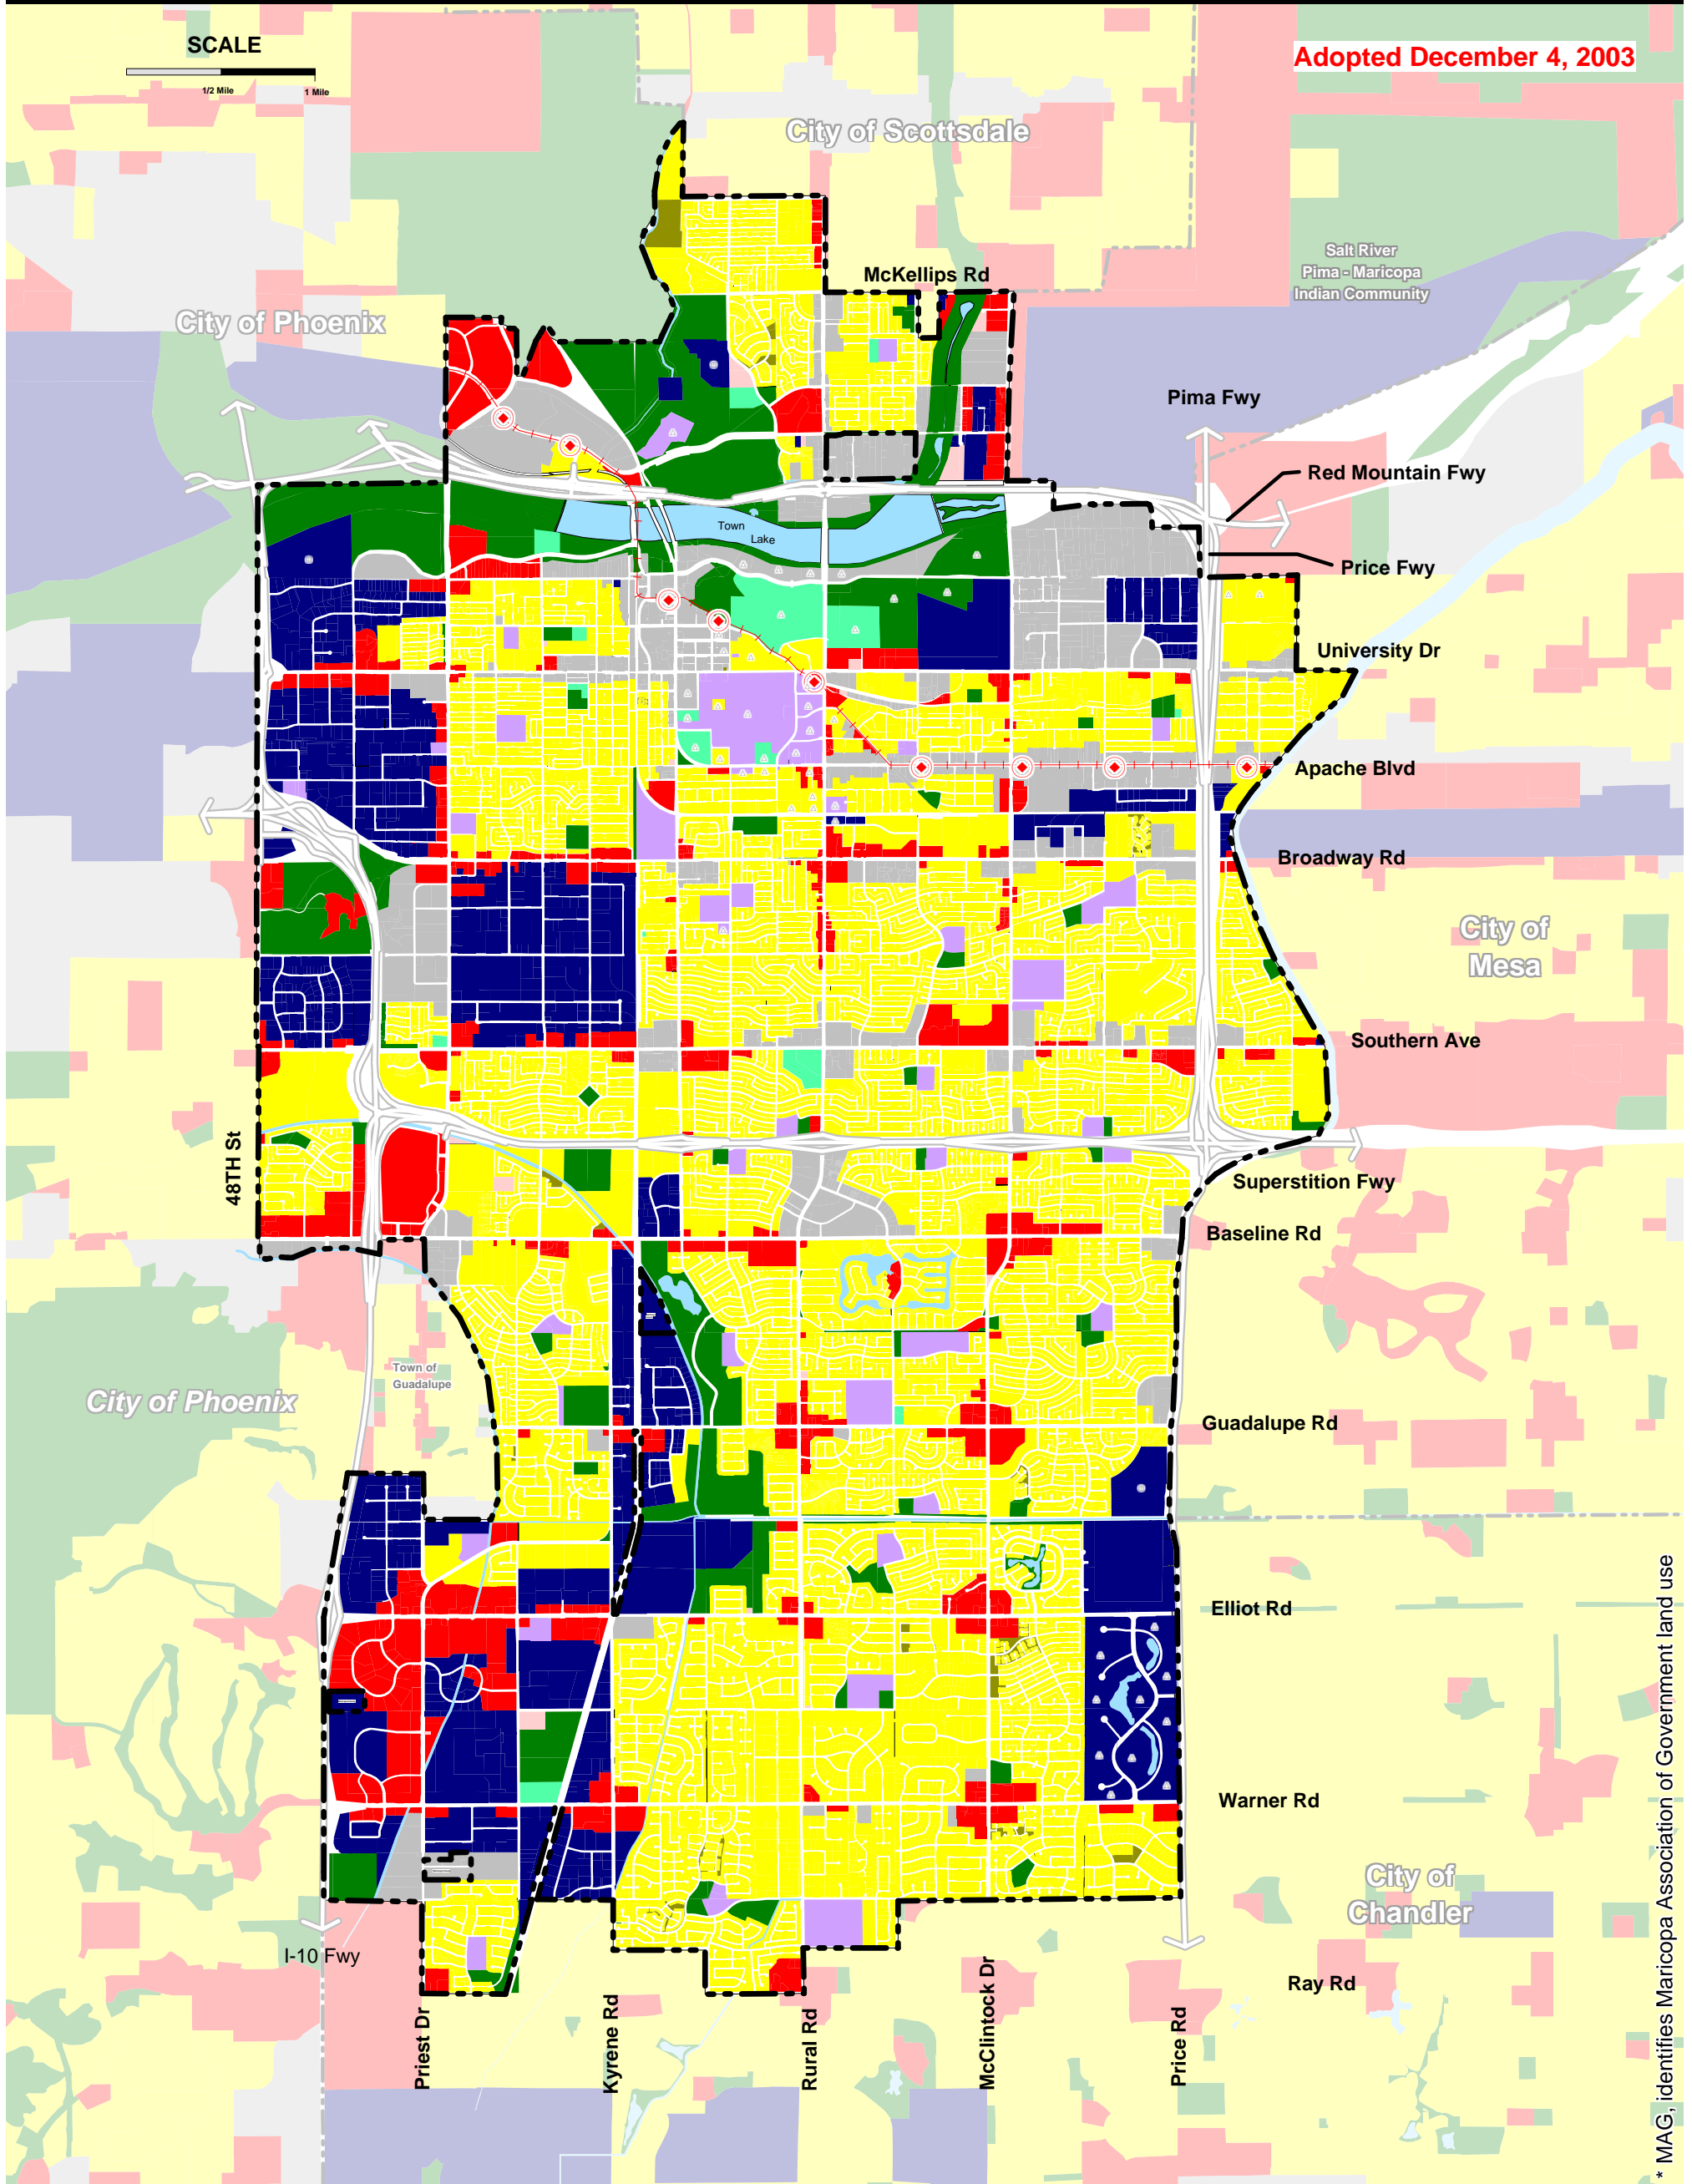 SCALE
1/2 Mile
1 Mile
Adopted December 4, 2003
City of Scottsdale
Salt River
Pima - Maricopa
Indian Community
McKellips Rd
City of Phoenix
Pima Fwy
Red Mountain Fwy
Town
Lake
Price Fwy
University Dr
Apache Blvd
Broadway Rd
City of
Mesa
Southern Ave
48TH St
Superstition Fwy
Baseline Rd
Town of
Guadalupe
City of Phoenix
Guadalupe Rd
Elliot Rd
Warner Rd
City of
Chandler
I-10 Fwy
Ray Rd
Priest Dr
Kyrene Rd
Rural Rd
McClintock Dr
Price Rd
* MAG, identifies Maricopa Association of Government land use